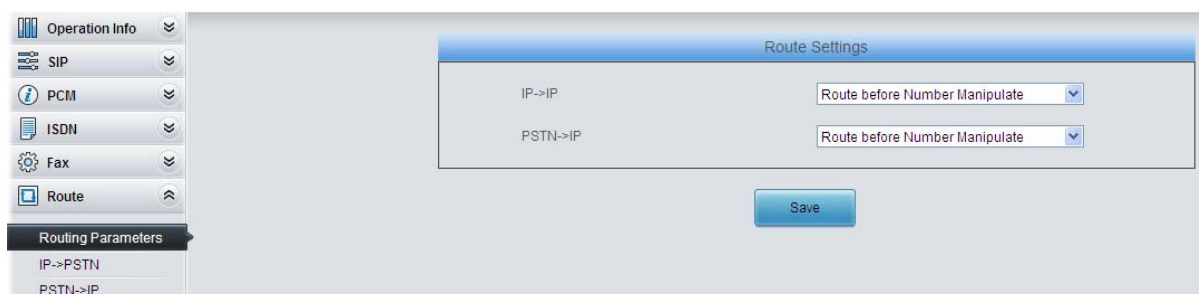 Operation Info
SIP
PCM
ISDN
Fax
Route
Routing Parameters
IP->PSTN
PSTN->IP
Route Settings
IP->IP
Route before Number Manipulate
PSTN->IP
Route before Number Manipulate
Save